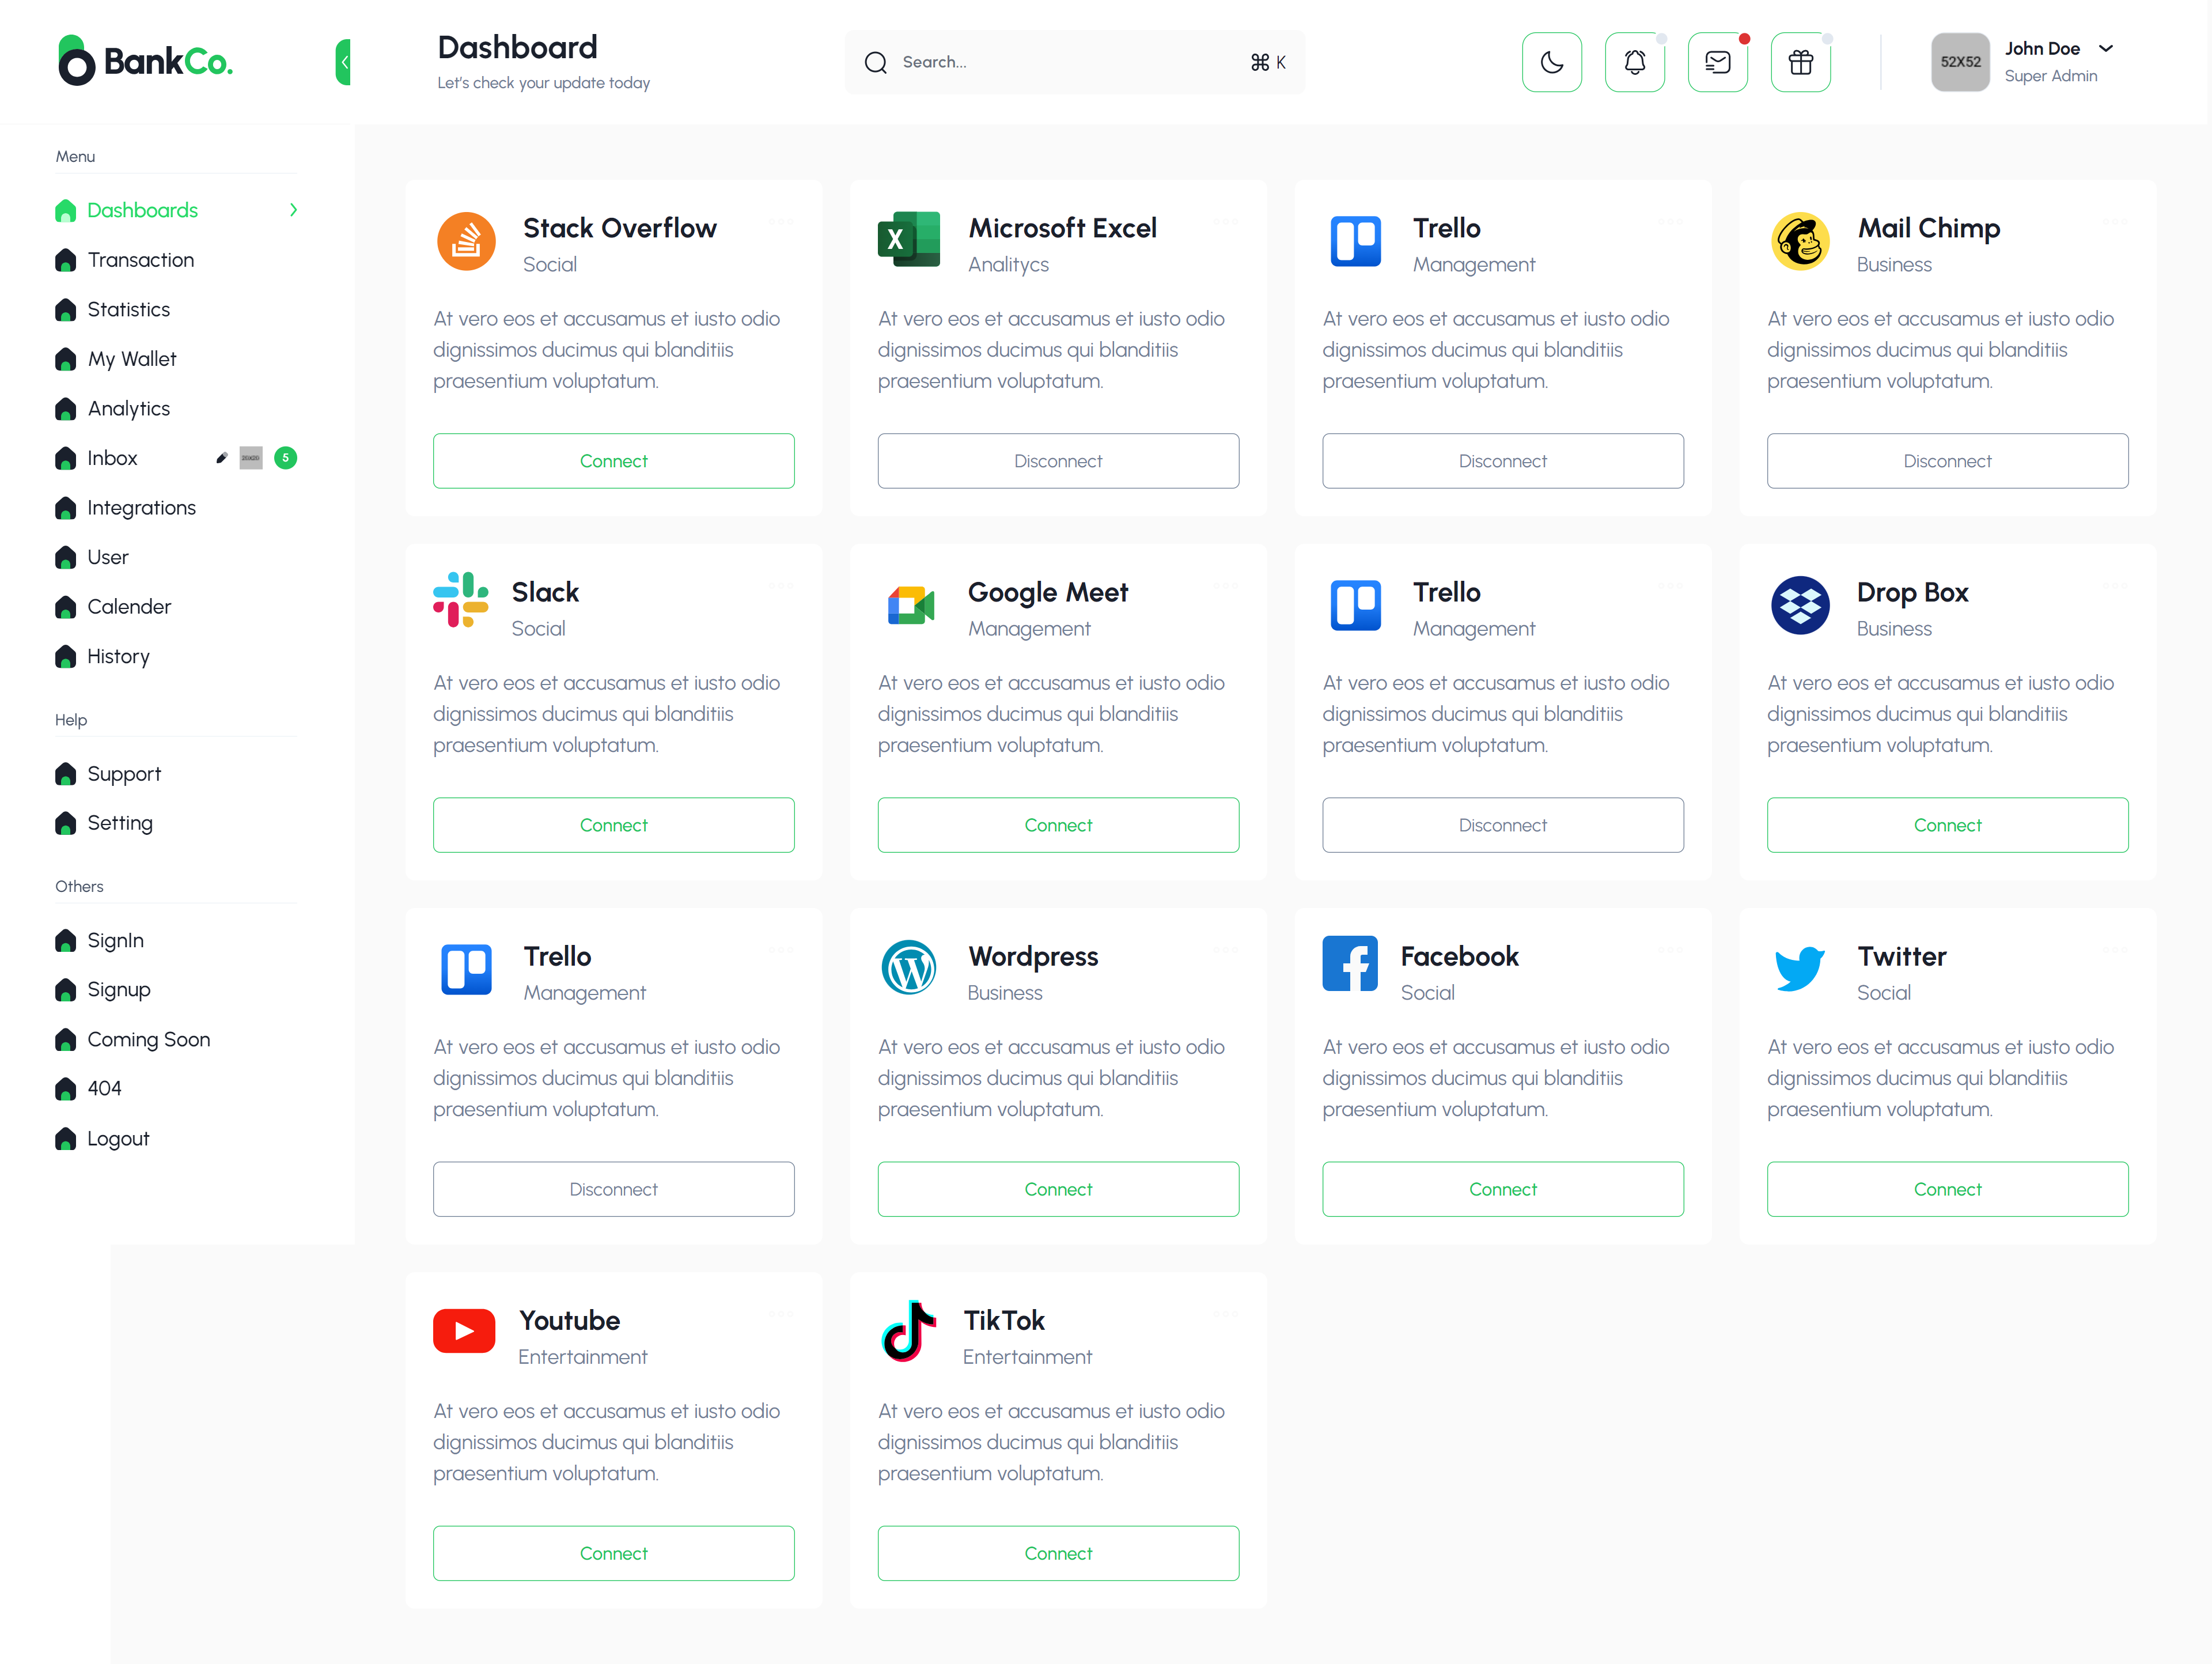 BankCo.
Dashboard
Let's check your update today
Search...
⌘ K
52X52
John Doe
Super Admin
Menu
Dashboards
Transaction
Statistics
My Wallet
Analytics
Inbox
5
Integrations
User
Calender
History
Help
Support
Setting
Others
SignIn
Signup
Coming Soon
404
Logout
Stack Overflow
Social
At vero eos et accusamus et iusto odio
dignissimos ducimus qui blanditiis
praesentium voluptatum.
Connect
Microsoft Excel
Analitycs
At vero eos et accusamus et iusto odio
dignissimos ducimus qui blanditiis
praesentium voluptatum.
Disconnect
Trello
Management
At vero eos et accusamus et iusto odio
dignissimos ducimus qui blanditiis
praesentium voluptatum.
Disconnect
Mail Chimp
Business
At vero eos et accusamus et iusto odio
dignissimos ducimus qui blanditiis
praesentium voluptatum.
Disconnect
Slack
Social
At vero eos et accusamus et iusto odio
dignissimos ducimus qui blanditiis
praesentium voluptatum.
Connect
Google Meet
Management
At vero eos et accusamus et iusto odio
dignissimos ducimus qui blanditiis
praesentium voluptatum.
Connect
Trello
Management
At vero eos et accusamus et iusto odio
dignissimos ducimus qui blanditiis
praesentium voluptatum.
Disconnect
Drop Box
Business
At vero eos et accusamus et iusto odio
dignissimos ducimus qui blanditiis
praesentium voluptatum.
Connect
Trello
Management
At vero eos et accusamus et iusto odio
dignissimos ducimus qui blanditiis
praesentium voluptatum.
Disconnect
Wordpress
Business
At vero eos et accusamus et iusto odio
dignissimos ducimus qui blanditiis
praesentium voluptatum.
Connect
Facebook
Social
At vero eos et accusamus et iusto odio
dignissimos ducimus qui blanditiis
praesentium voluptatum.
Connect
Twitter
Social
At vero eos et accusamus et iusto odio
dignissimos ducimus qui blanditiis
praesentium voluptatum.
Connect
Youtube
Entertainment
At vero eos et accusamus et iusto odio
dignissimos ducimus qui blanditiis
praesentium voluptatum.
Connect
TikTok
Entertainment
At vero eos et accusamus et iusto odio
dignissimos ducimus qui blanditiis
praesentium voluptatum.
Connect